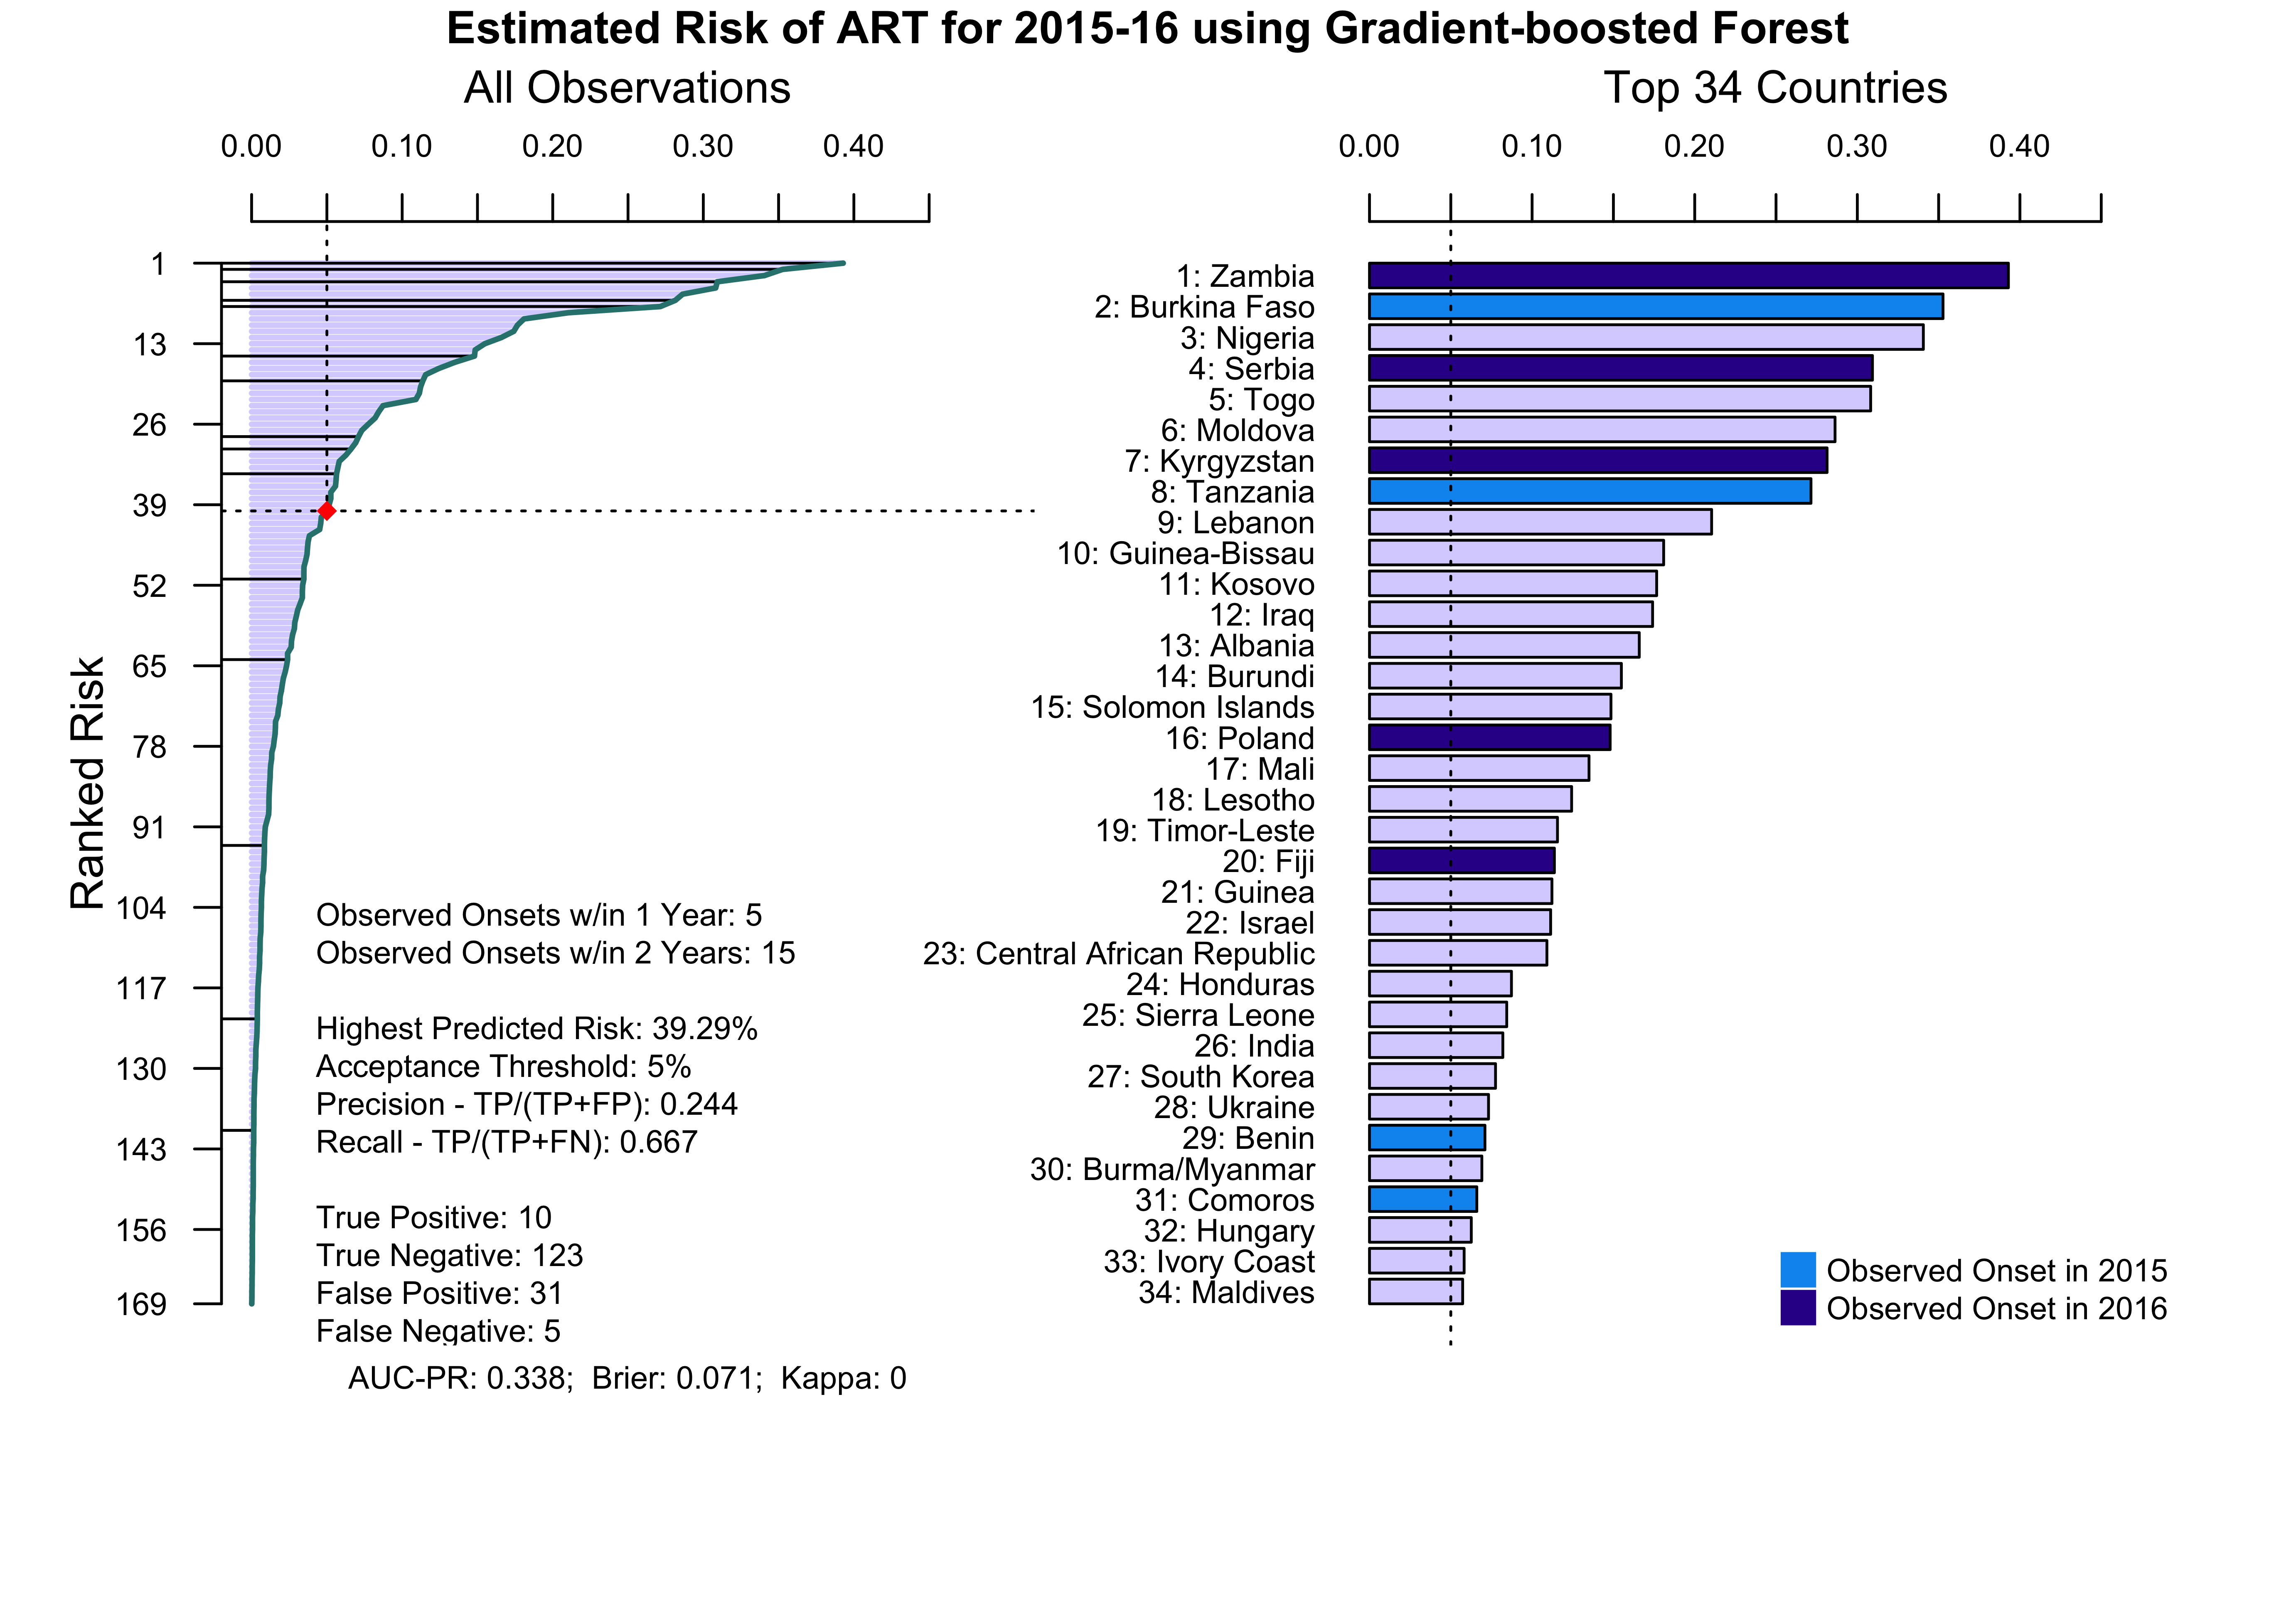 Estimated Risk of ART for 2015-16 using Gradient-boosted Forest
All Observations
0.00 0.10 0.20 0.30 0.40
Ranked Risk
1
13
26
39
52
65
78
91
104
117
130
143
156
169
Observed Onsets w/in 1 Year: 5
Observed Onsets w/in 2 Years: 15
Highest Predicted Risk: 39.29%
Acceptance Threshold: 5%
Precision - TP/(TP+FP): 0.244
Recall - TP/(TP+FN): 0.667
True Positive: 10
True Negative: 123
False Positive: 31
False Negative: 5
AUC-PR: 0.338; Brier: 0.071; Kappa: 0
Top 34 Countries
0.00 0.10 0.20 0.30 0.40
1: Zambia
2: Burkina Faso
3: Nigeria
4: Serbia
5: Togo
6: Moldova
7: Kyrgyzstan
8: Tanzania
9: Lebanon
10: Guinea-Bissau
11: Kosovo
12: Iraq
13: Albania
14: Burundi
15: Solomon Islands
16: Poland
17: Mali
18: Lesotho
19: Timor-Leste
20: Fiji
21: Guinea
22: Israel
23: Central African Republic
24: Honduras
25: Sierra Leone
26: India
27: South Korea
28: Ukraine
29: Benin
30: Burma/Myanmar
31: Comoros
32: Hungary
33: Ivory Coast
34: Maldives
Observed Onset in 2015
Observed Onset in 2016